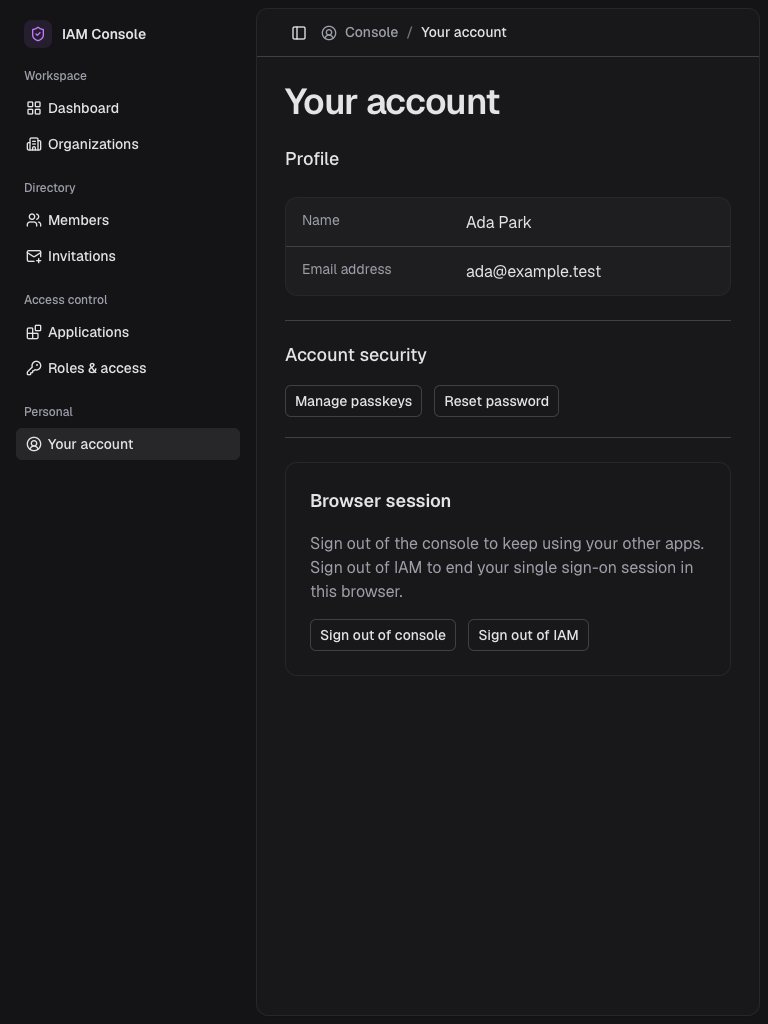 IAM Console
Workspace
Dashboard
Organizations
Directory
Members
Invitations
Access control
Applications
Roles & access
Personal
Your account
Console / Your account
Your account
Profile
Name Ada Park
Email address ada@example.test
Account security
Manage passkeys Reset password
Browser session
Sign out of the console to keep using your other apps.
Sign out of IAM to end your single sign-on session in
this browser.
Sign out of console Sign out of IAM